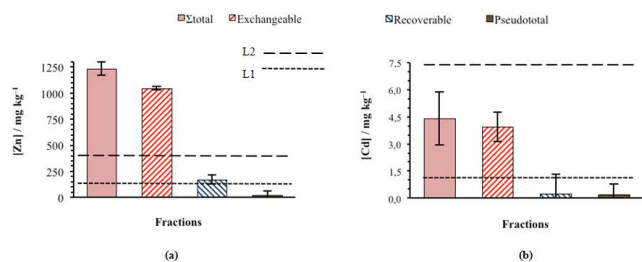 Σtotal Exchangeable Recoverable Pseudototal
L2
L1
[Zn] / mg kg⁻¹
1250
1000
750
500
250
0
Fractions
(a)
[Cd] / mg kg⁻¹
7,5
6,0
4,5
3,0
1,5
0,0
Fractions
(b)